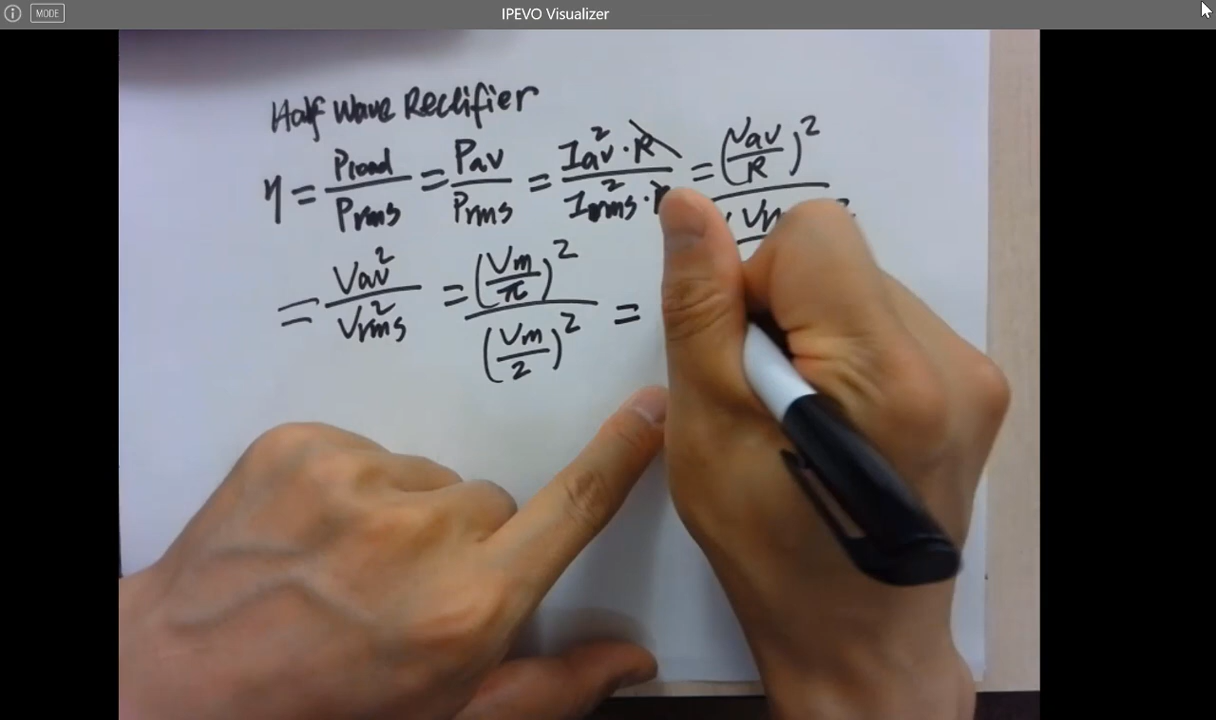 MODE IPEVO Visualizer
Half Wave Rectifier
η = Pload/Prms = Pav/Prms = Iav²·R/Irms²· = (Vav/R)²
= Vav²/Vrms² = (Vm/π)²/(Vm/2)² =